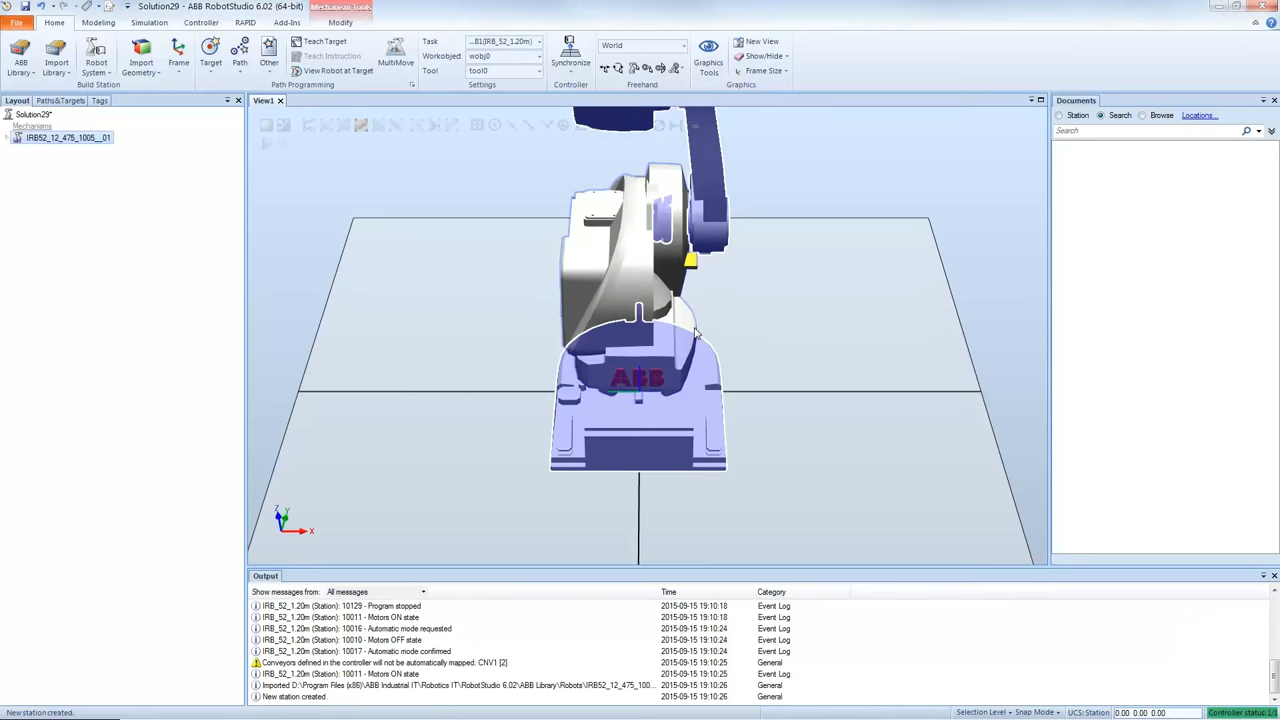 Solution29 - ABB RobotStudio 6.02 (64-bit)
Mechanism Tools
File
Home
Modeling
Simulation
Controller
RAPID
Add-Ins
Modify
ABB
Library
Import
Library
Robot
System
Import
Geometry
Frame
Build Station
Target
Path
Other
Teach Target
Teach Instruction
View Robot at Target
MultiMove
Path Programming
Task
...B1(IRB_52_1.20m)
Workobject
wobj0
Tool
tool0
Settings
Synchronize
Controller
World
Freehand
Graphics
Tools
New View
Show/Hide
Frame Size
Graphics
Layout
Paths&Targets
Tags
Solution29*
Mechanisms
IRB52_12_475_1005__01
View1
ABB
Z
Y
X
Documents
Station
Search
Browse
Locations...
Search
Output
Show messages from:
All messages
Time
Category
IRB_52_1.20m (Station): 10129 - Program stopped 2015-09-15 19:10:18 Event Log
IRB_52_1.20m (Station): 10011 - Motors ON state 2015-09-15 19:10:18 Event Log
IRB_52_1.20m (Station): 10016 - Automatic mode requested 2015-09-15 19:10:24 Event Log
IRB_52_1.20m (Station): 10010 - Motors OFF state 2015-09-15 19:10:24 Event Log
IRB_52_1.20m (Station): 10017 - Automatic mode confirmed 2015-09-15 19:10:24 Event Log
Conveyors defined in the controller will not be automatically mapped: CNV1 [2] 2015-09-15 19:10:25 General
IRB_52_1.20m (Station): 10011 - Motors ON state 2015-09-15 19:10:25 Event Log
Imported D:\Program Files (x86)\ABB Industrial IT\Robotics IT\RobotStudio 6.02\ABB Library\Robots\IRB52_12_475_100... 2015-09-15 19:10:26 General
New station created. 2015-09-15 19:10:26 General
New station created.
Selection Level
Snap Mode
UCS: Station
0.00 0.00 0.00
Controller status: 1/1